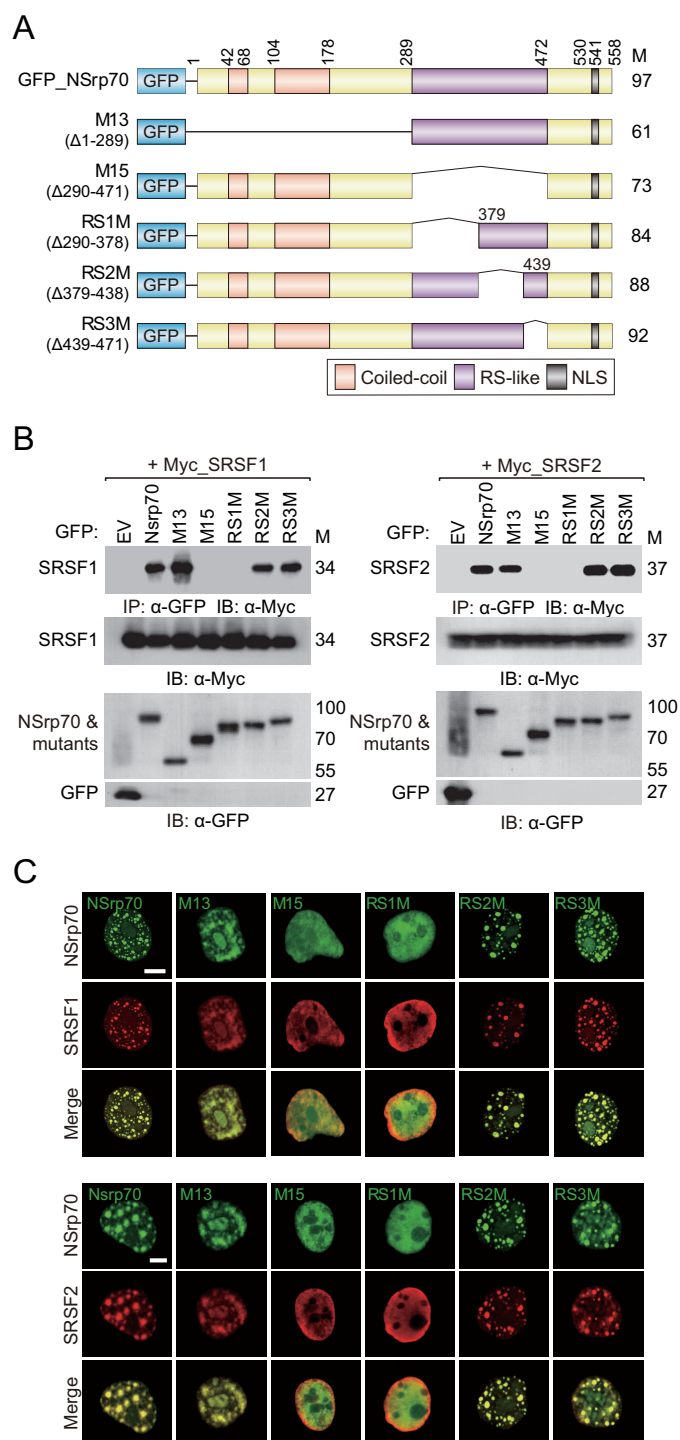 A
1 42 68 104 178 289 472 530 541 558 M
GFP_NSrp70 GFP 97
M13 (Δ1-289) GFP 61
M15 (Δ290-471) GFP 73
RS1M (Δ290-378) GFP 379 84
RS2M (Δ379-438) GFP 439 88
RS3M (Δ439-471) GFP 92
Coiled-coil RS-like NLS
B
+ Myc_SRSF1
GFP: EV Nsrp70 M13 M15 RS1M RS2M RS3M M
SRSF1 34
IP: α-GFP IB: α-Myc
SRSF1 34
IB: α-Myc
NSrp70 & mutants 100 70 55
GFP 27
IB: α-GFP
+ Myc_SRSF2
GFP: EV NSrp70 M13 M15 RS1M RS2M RS3M M
SRSF2 37
IP: α-GFP IB: α-Myc
SRSF2 37
IB: α-Myc
NSrp70 & mutants 100 70 55
GFP 27
IB: α-GFP
C
NSrp70 NSrp70 M13 M15 RS1M RS2M RS3M
SRSF1
Merge
NSrp70 Nsrp70 M13 M15 RS1M RS2M RS3M
SRSF2
Merge